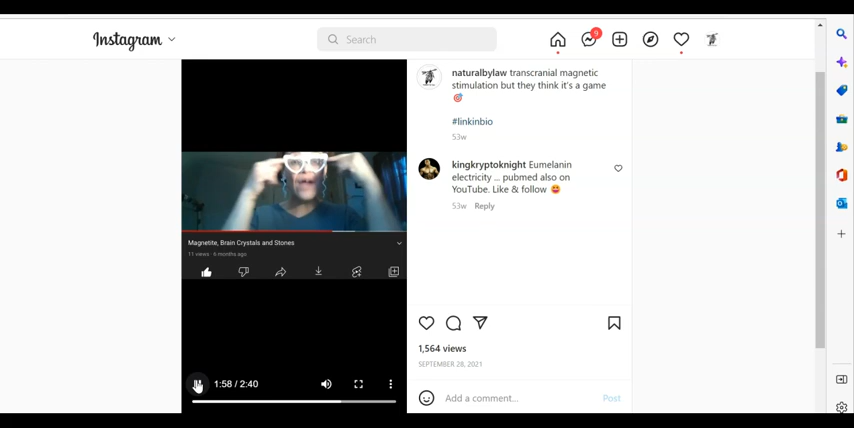 Instagram
Search
9
naturalbylaw transcranial magnetic
stimulation but they think it's a game
🎯
#linkinbio
53w
kingkryptoknight Eumelanin
electricity ... pubmed also on
YouTube. Like & follow 😀
53w Reply
Magnetite, Brain Crystals and Stones
11 views 6 months ago
1:58 / 2:40
1,564 views
SEPTEMBER 28, 2021
Add a comment...
Post